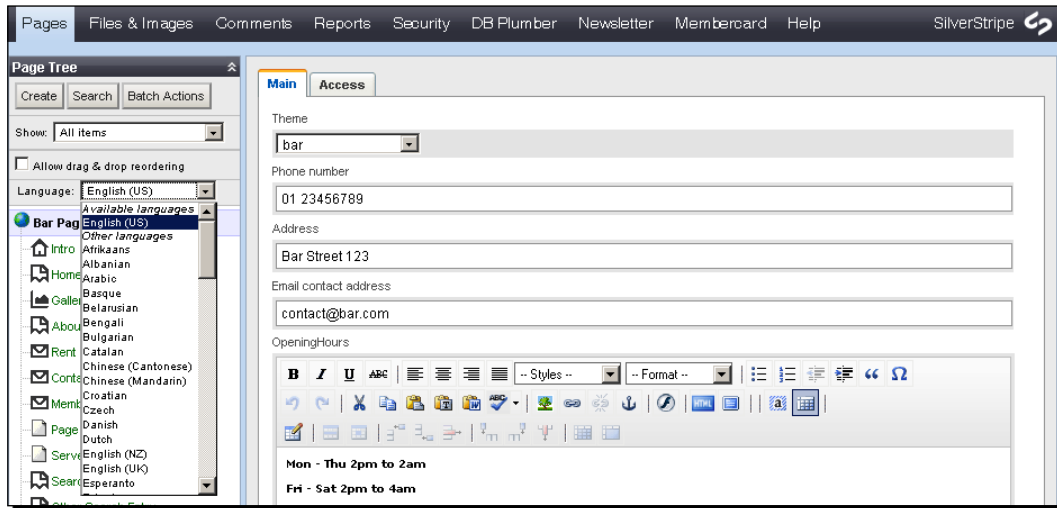 Pages Files & Images Comments Reports Security DB Plumber Newsletter Membercard Help SilverStripe
Page Tree
Create Search Batch Actions
Show: All items
Allow drag & drop reordering
Language: English (US)
Available languages
English (US)
Other languages
Afrikaans
Albanian
Arabic
Basque
Belarusian
Bengali
Bulgarian
Catalan
Chinese (Cantonese)
Chinese (Mandarin)
Croatian
Czech
Danish
Dutch
English (NZ)
English (UK)
Esperanto
Bar Pag
Intro
Home
Galle
Abou
Rent
Conta
Memb
Page
Serve
Searc
Main Access
Theme
bar
Phone number
01 23456789
Address
Bar Street 123
Email contact address
contact@bar.com
OpeningHours
B I U ABC -- Styles -- -- Format -- “ Ω
ABC HTML a
Mon - Thu 2pm to 2am
Fri - Sat 2pm to 4am